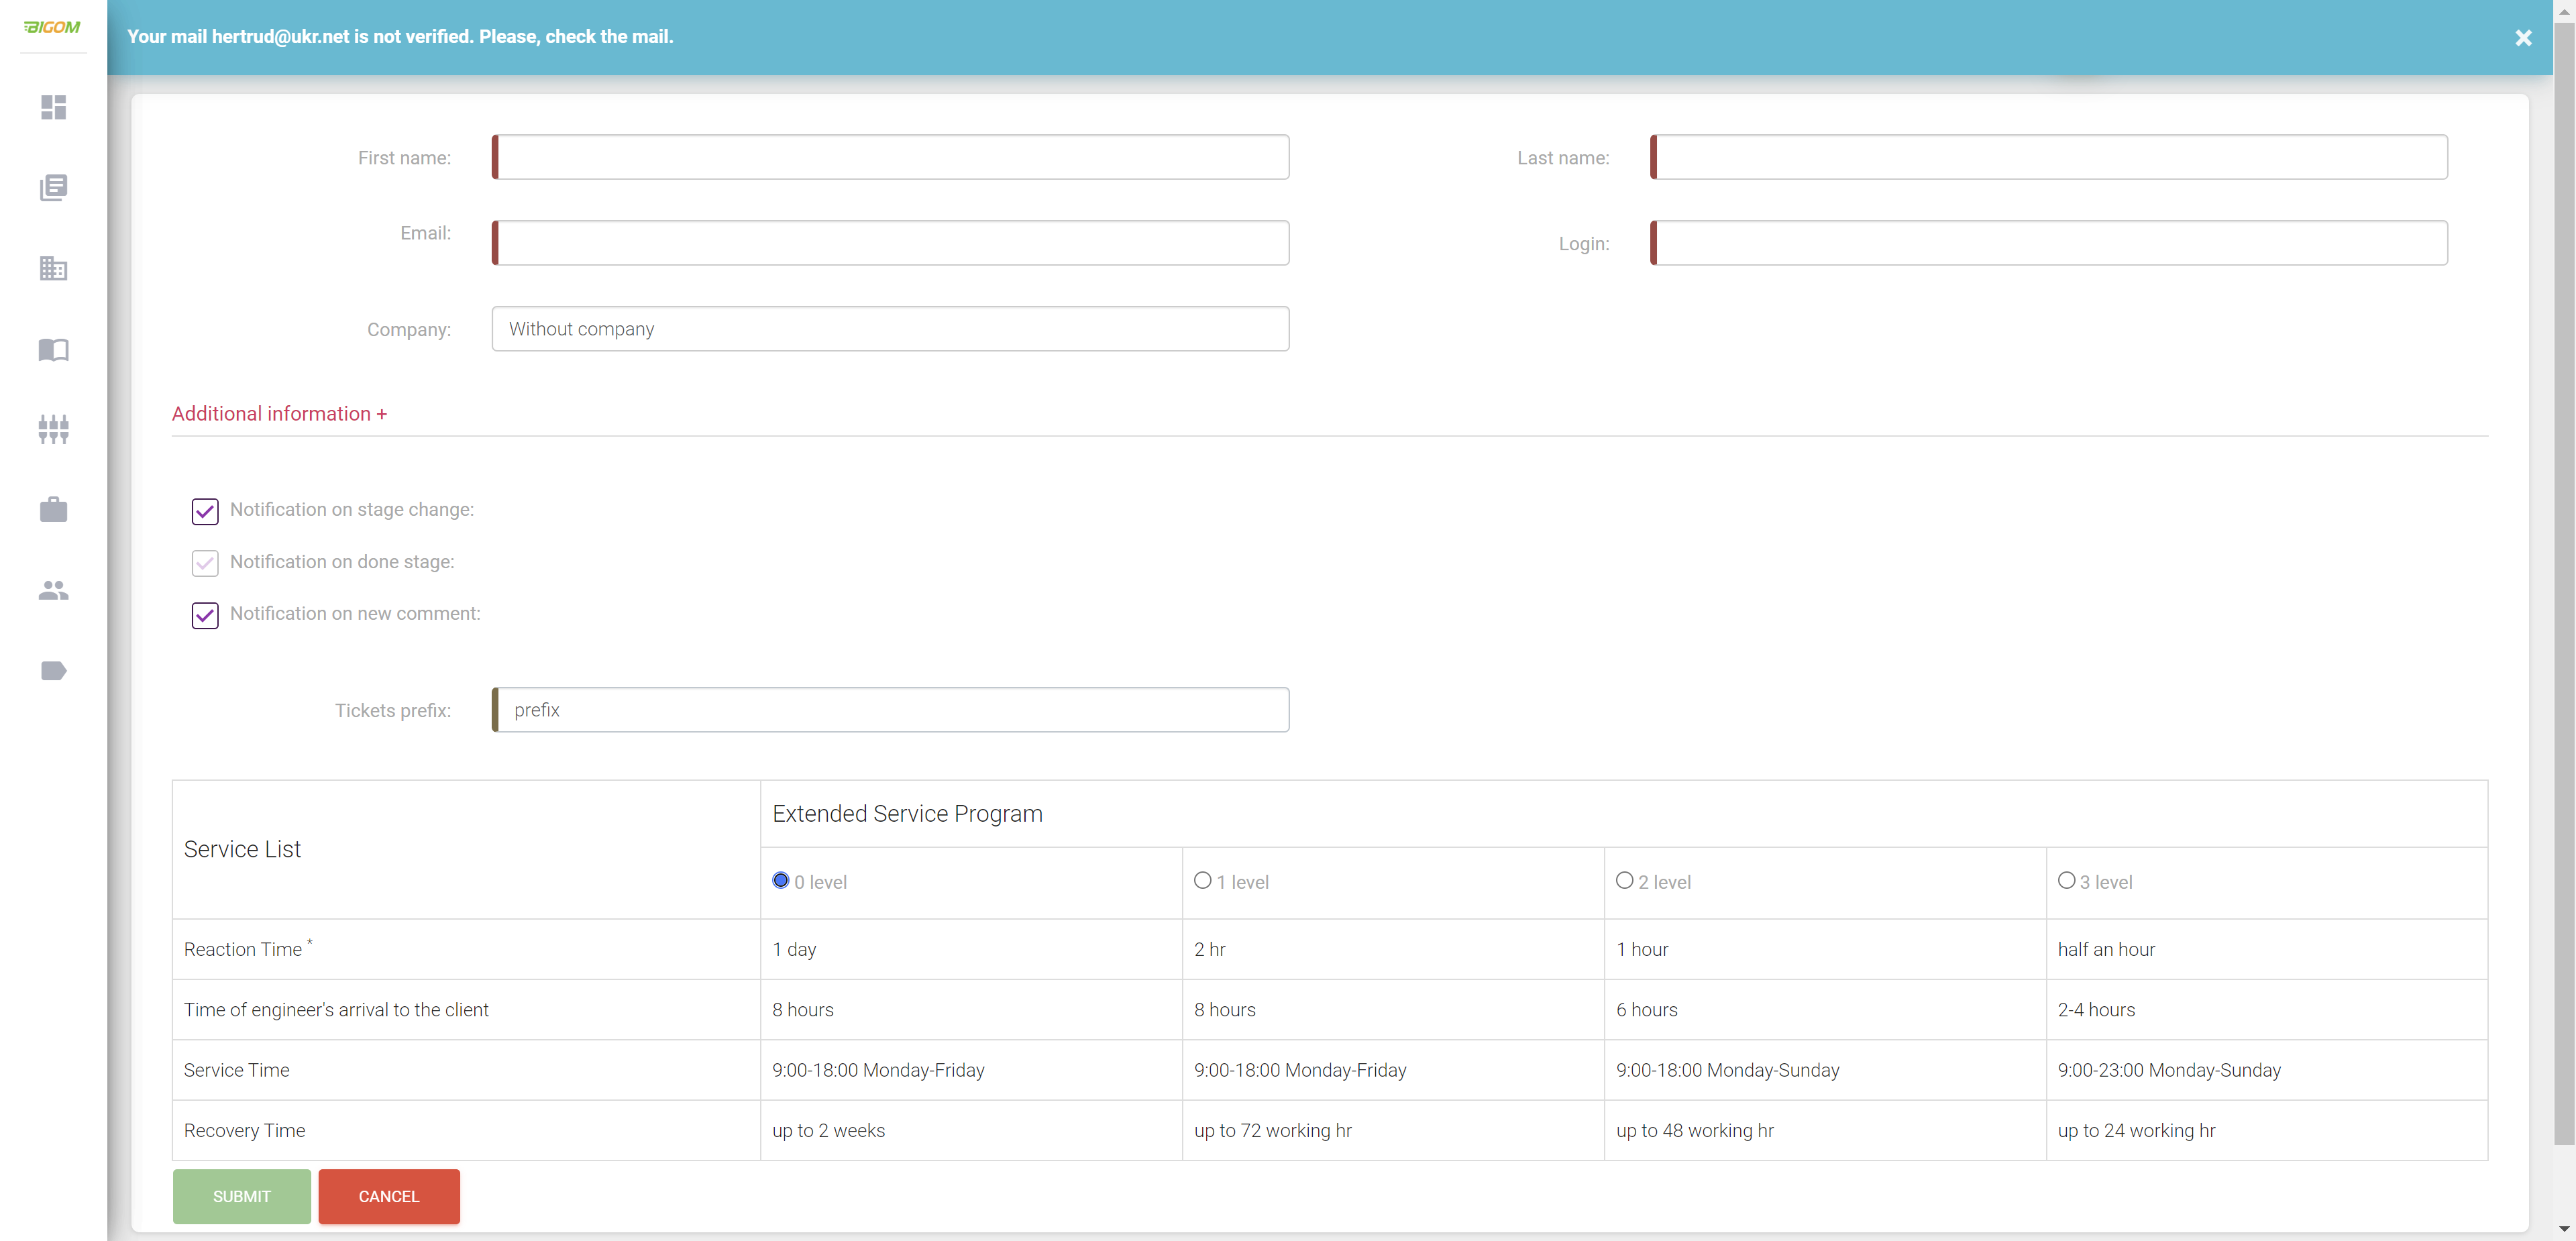 BIGOM
Your mail hertrud@ukr.net is not verified. Please, check the mail.
First name:
Last name:
Email:
Login:
Company:
Without company
Additional information +
Notification on stage change:
Notification on done stage:
Notification on new comment:
Tickets prefix:
prefix
Service List
Extended Service Program
0 level
1 level
2 level
3 level
Reaction Time *
1 day
2 hr
1 hour
half an hour
Time of engineer's arrival to the client
8 hours
8 hours
6 hours
2-4 hours
Service Time
9:00-18:00 Monday-Friday
9:00-18:00 Monday-Friday
9:00-18:00 Monday-Sunday
9:00-23:00 Monday-Sunday
Recovery Time
up to 2 weeks
up to 72 working hr
up to 48 working hr
up to 24 working hr
SUBMIT
CANCEL